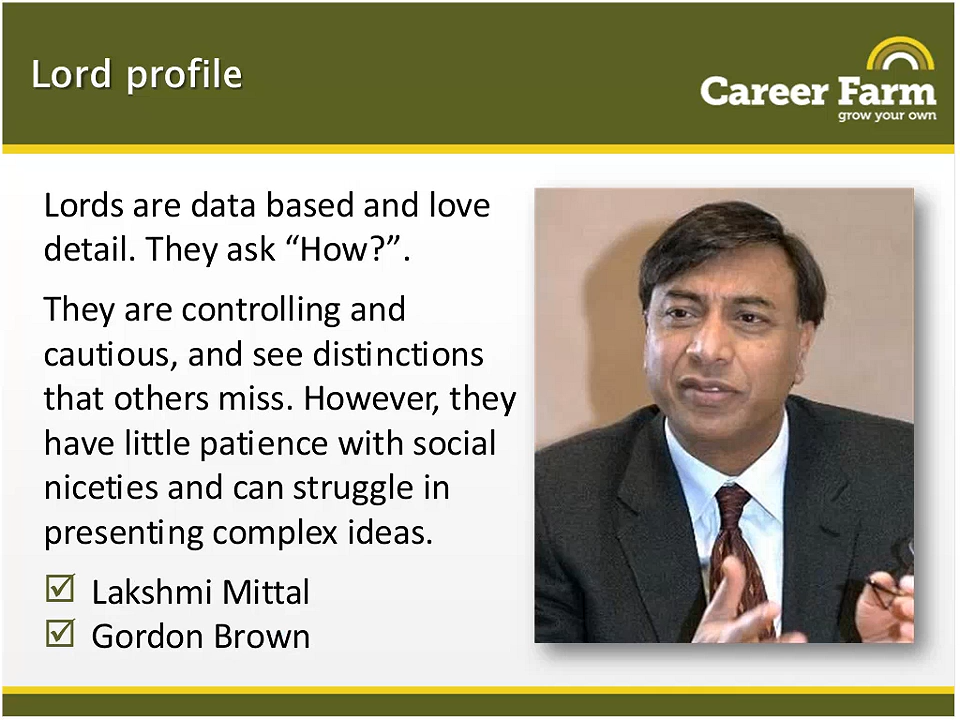 Lord profile
Career Farm
grow your own
Lords are data based and love
detail. They ask “How?”.
They are controlling and
cautious, and see distinctions
that others miss. However, they
have little patience with social
niceties and can struggle in
presenting complex ideas.
Lakshmi Mittal
Gordon Brown